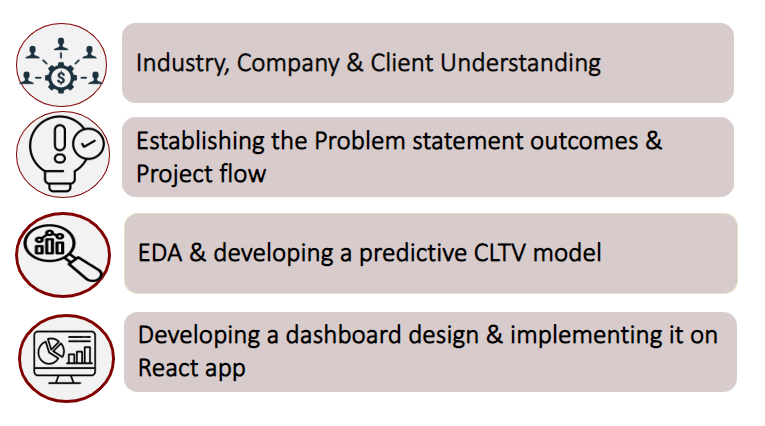 Industry, Company & Client Understanding
Establishing the Problem statement outcomes &
Project flow
EDA & developing a predictive CLTV model
Developing a dashboard design & implementing it on
React app